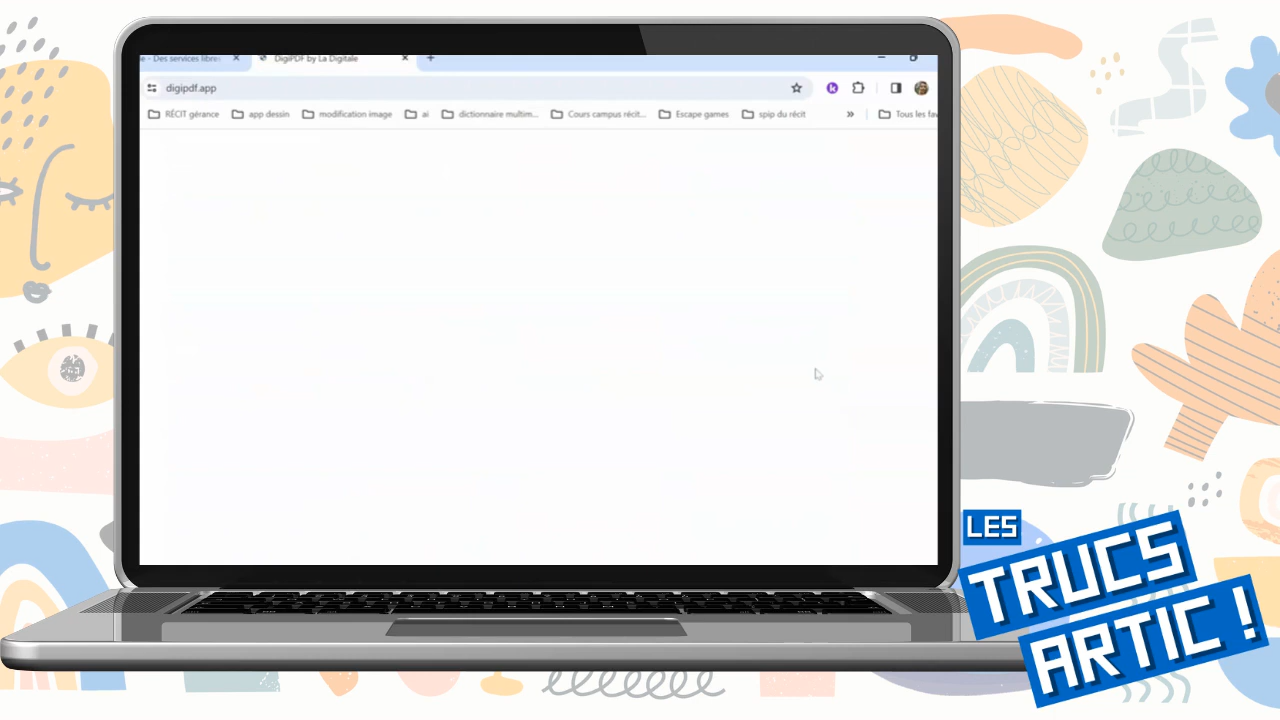 e - Des services libre
DigiPDF by La Digitale
digipdf.app
RÉCIT gérance
app dessin
modification image
ai
dictionnaire multim...
Cours campus récit...
Escape games
spip du récit
»
Tous les fav
LES
TRUCS
ARTIC !